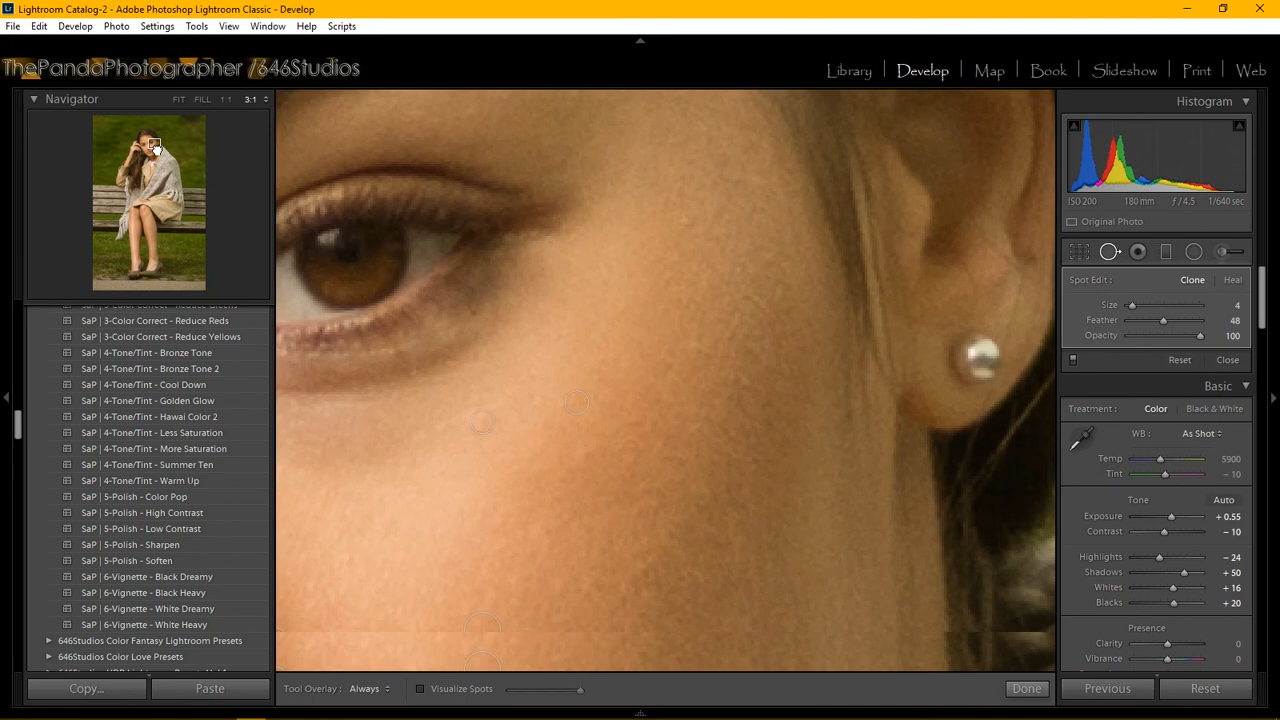 Lightroom Catalog-2 - Adobe Photoshop Lightroom Classic - Develop
File Edit Develop Photo Settings Tools View Window Help Scripts
ThePandaPhotographer /646Studios
Library Develop Map Book Slideshow Print Web
Navigator FIT FILL 1:1 3:1
Histogram
ISO 200 180 mm ƒ / 4.5 1/640 sec
Original Photo
Spot Edit : Clone Heal
Size 4
Feather 48
Opacity 100
Reset Close
Basic
Treatment : Color Black & White
WB : As Shot
Temp 5900
Tint – 10
Tone Auto
Exposure + 0.55
Contrast – 10
Highlights – 24
Shadows + 50
Whites + 16
Blacks + 20
Presence
Clarity 0
Vibrance 0
SaP | 3-Color Correct - Reduce Greens
SaP | 3-Color Correct - Reduce Reds
SaP | 3-Color Correct - Reduce Yellows
SaP | 4-Tone/Tint - Bronze Tone
SaP | 4-Tone/Tint - Bronze Tone 2
SaP | 4-Tone/Tint - Cool Down
SaP | 4-Tone/Tint - Golden Glow
SaP | 4-Tone/Tint - Hawai Color 2
SaP | 4-Tone/Tint - Less Saturation
SaP | 4-Tone/Tint - More Saturation
SaP | 4-Tone/Tint - Summer Ten
SaP | 4-Tone/Tint - Warm Up
SaP | 5-Polish - Color Pop
SaP | 5-Polish - High Contrast
SaP | 5-Polish - Low Contrast
SaP | 5-Polish - Sharpen
SaP | 5-Polish - Soften
SaP | 6-Vignette - Black Dreamy
SaP | 6-Vignette - Black Heavy
SaP | 6-Vignette - White Dreamy
SaP | 6-Vignette - White Heavy
646Studios Color Fantasy Lightroom Presets
646Studios Color Love Presets
Copy... Paste
Tool Overlay : Always Visualize Spots Done
Previous Reset